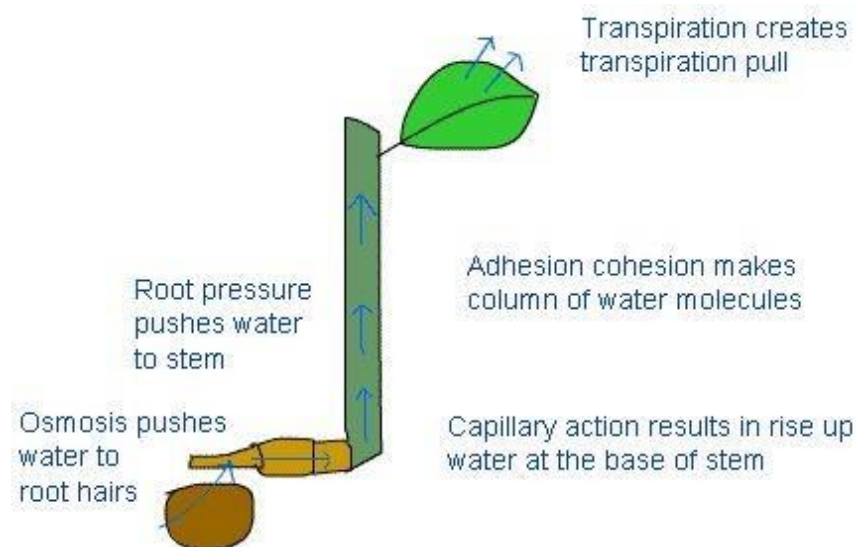 Transpiration creates
transpiration pull
Adhesion cohesion makes
column of water molecules
Root pressure
pushes water
to stem
Osmosis pushes
water to
root hairs
Capillary action results in rise up
water at the base of stem